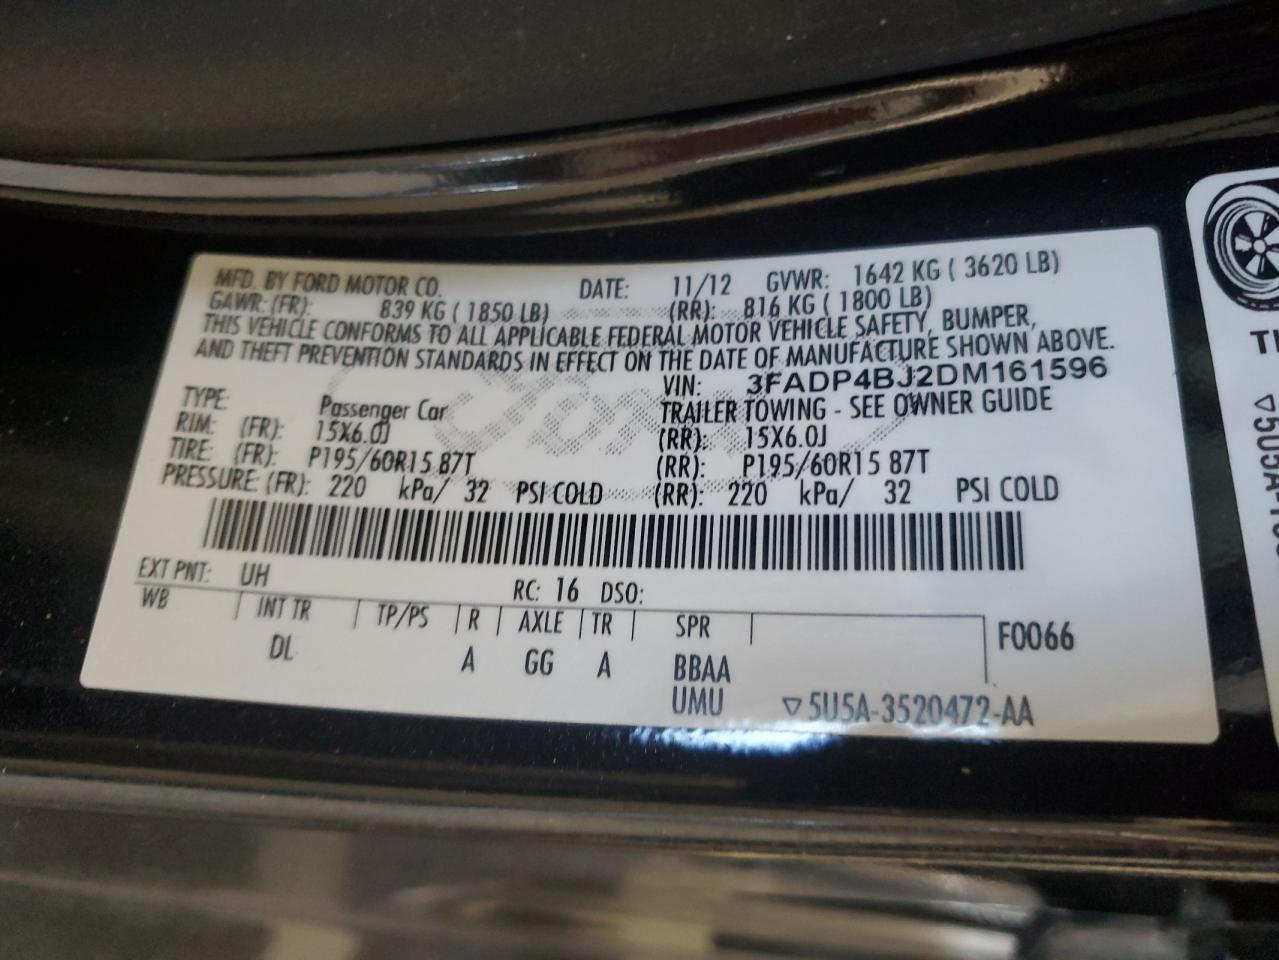 MFD. BY FORD MOTOR CO. DATE: 11/12 GVWR: 1642 KG ( 3620 LB)
GAWR: (FR): 839 KG ( 1850 LB) (RR): 816 KG ( 1800 LB)
THIS VEHICLE CONFORMS TO ALL APPLICABLE FEDERAL MOTOR VEHICLE SAFETY, BUMPER,
AND THEFT PREVENTION STANDARDS IN EFFECT ON THE DATE OF MANUFACTURE SHOWN ABOVE.
VIN: 3FADP4BJ2DM161596
TYPE: Passenger Car TRAILER TOWING - SEE OWNER GUIDE
RIM: (FR): 15X6.0J (RR): 15X6.0J
TIRE: (FR): P195/60R15 87T (RR): P195/60R15 87T
PRESSURE: (FR): 220 kPa/ 32 PSI COLD (RR): 220 kPa/ 32 PSI COLD
EXT PNT: UH RC: 16 DSO:
WB INT TR TP/PS R AXLE TR SPR F0066
DL A GG A BBAA
UMU ▽5U5A-3520472-AA